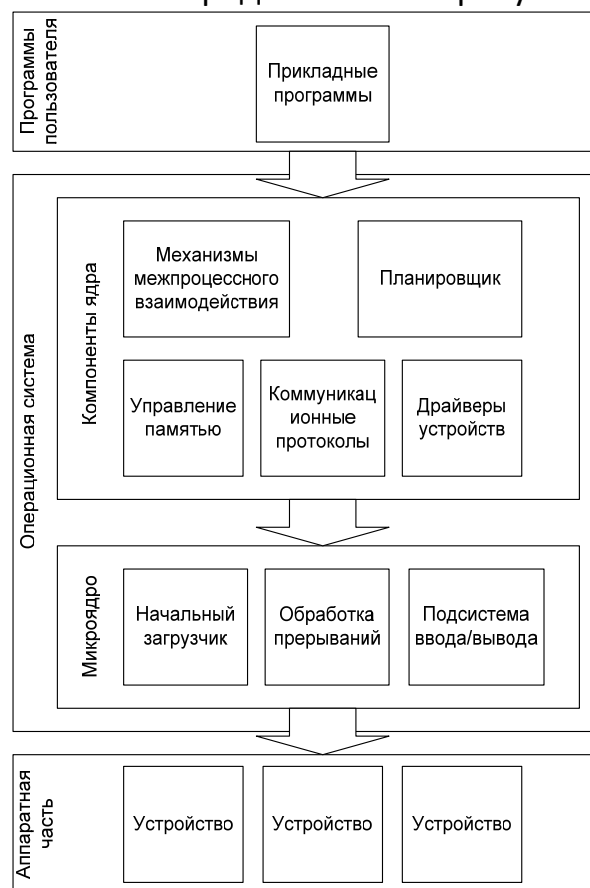 Программы
пользователя
Прикладные
программы
Операционная система
Компоненты ядра
Механизмы
межпроцессного
взаимодействия
Планировщик
Управление
памятью
Коммуникац
ионные
протоколы
Драйверы
устройств
Микроядро
Начальный
загрузчик
Обработка
прерываний
Подсистема
ввода/вывода
Аппаратная
часть
Устройство
Устройство
Устройство